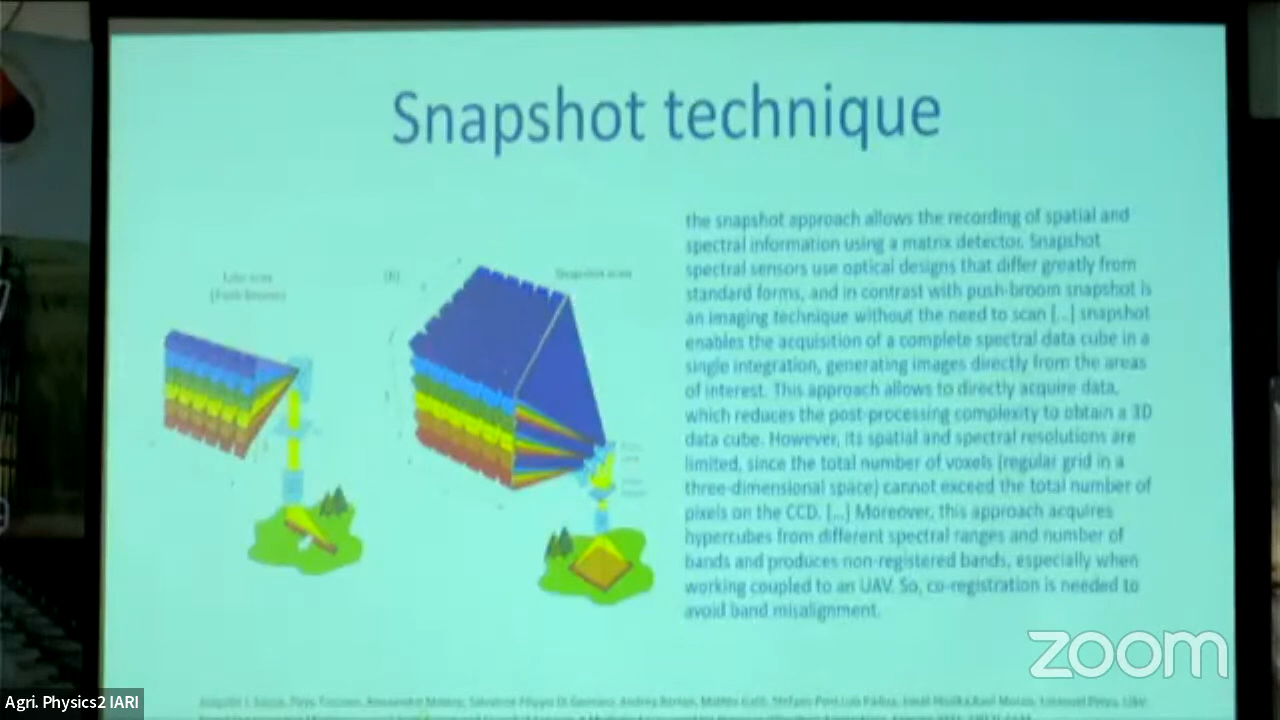 Snapshot technique
the snapshot approach allows the recording of spatial and
spectral information using a matrix detector. Snapshot
spectral sensors use optical designs that differ greatly from
standard forms, and in contrast with push-broom snapshot is
an imaging technique without the need to scan [...] snapshot
enables the acquisition of a complete spectral data cube in a
single integration, generating images directly from the areas
of interest. This approach allows to directly acquire data,
which reduces the post-processing complexity to obtain a 3D
data cube. However, its spatial and spectral resolutions are
limited, since the total number of voxels (regular grid in a
three-dimensional space) cannot exceed the total number of
pixels on the CCD. [...] Moreover, this approach acquires
hypercubes from different spectral ranges and number of
bands and produces non-registered bands, especially when
working coupled to an UAV. So, co-registration is needed to
avoid band misalignment.
Line scan
(Push broom)
(B)
Snapshot scan
zoom
Agri. Physics2 IARI